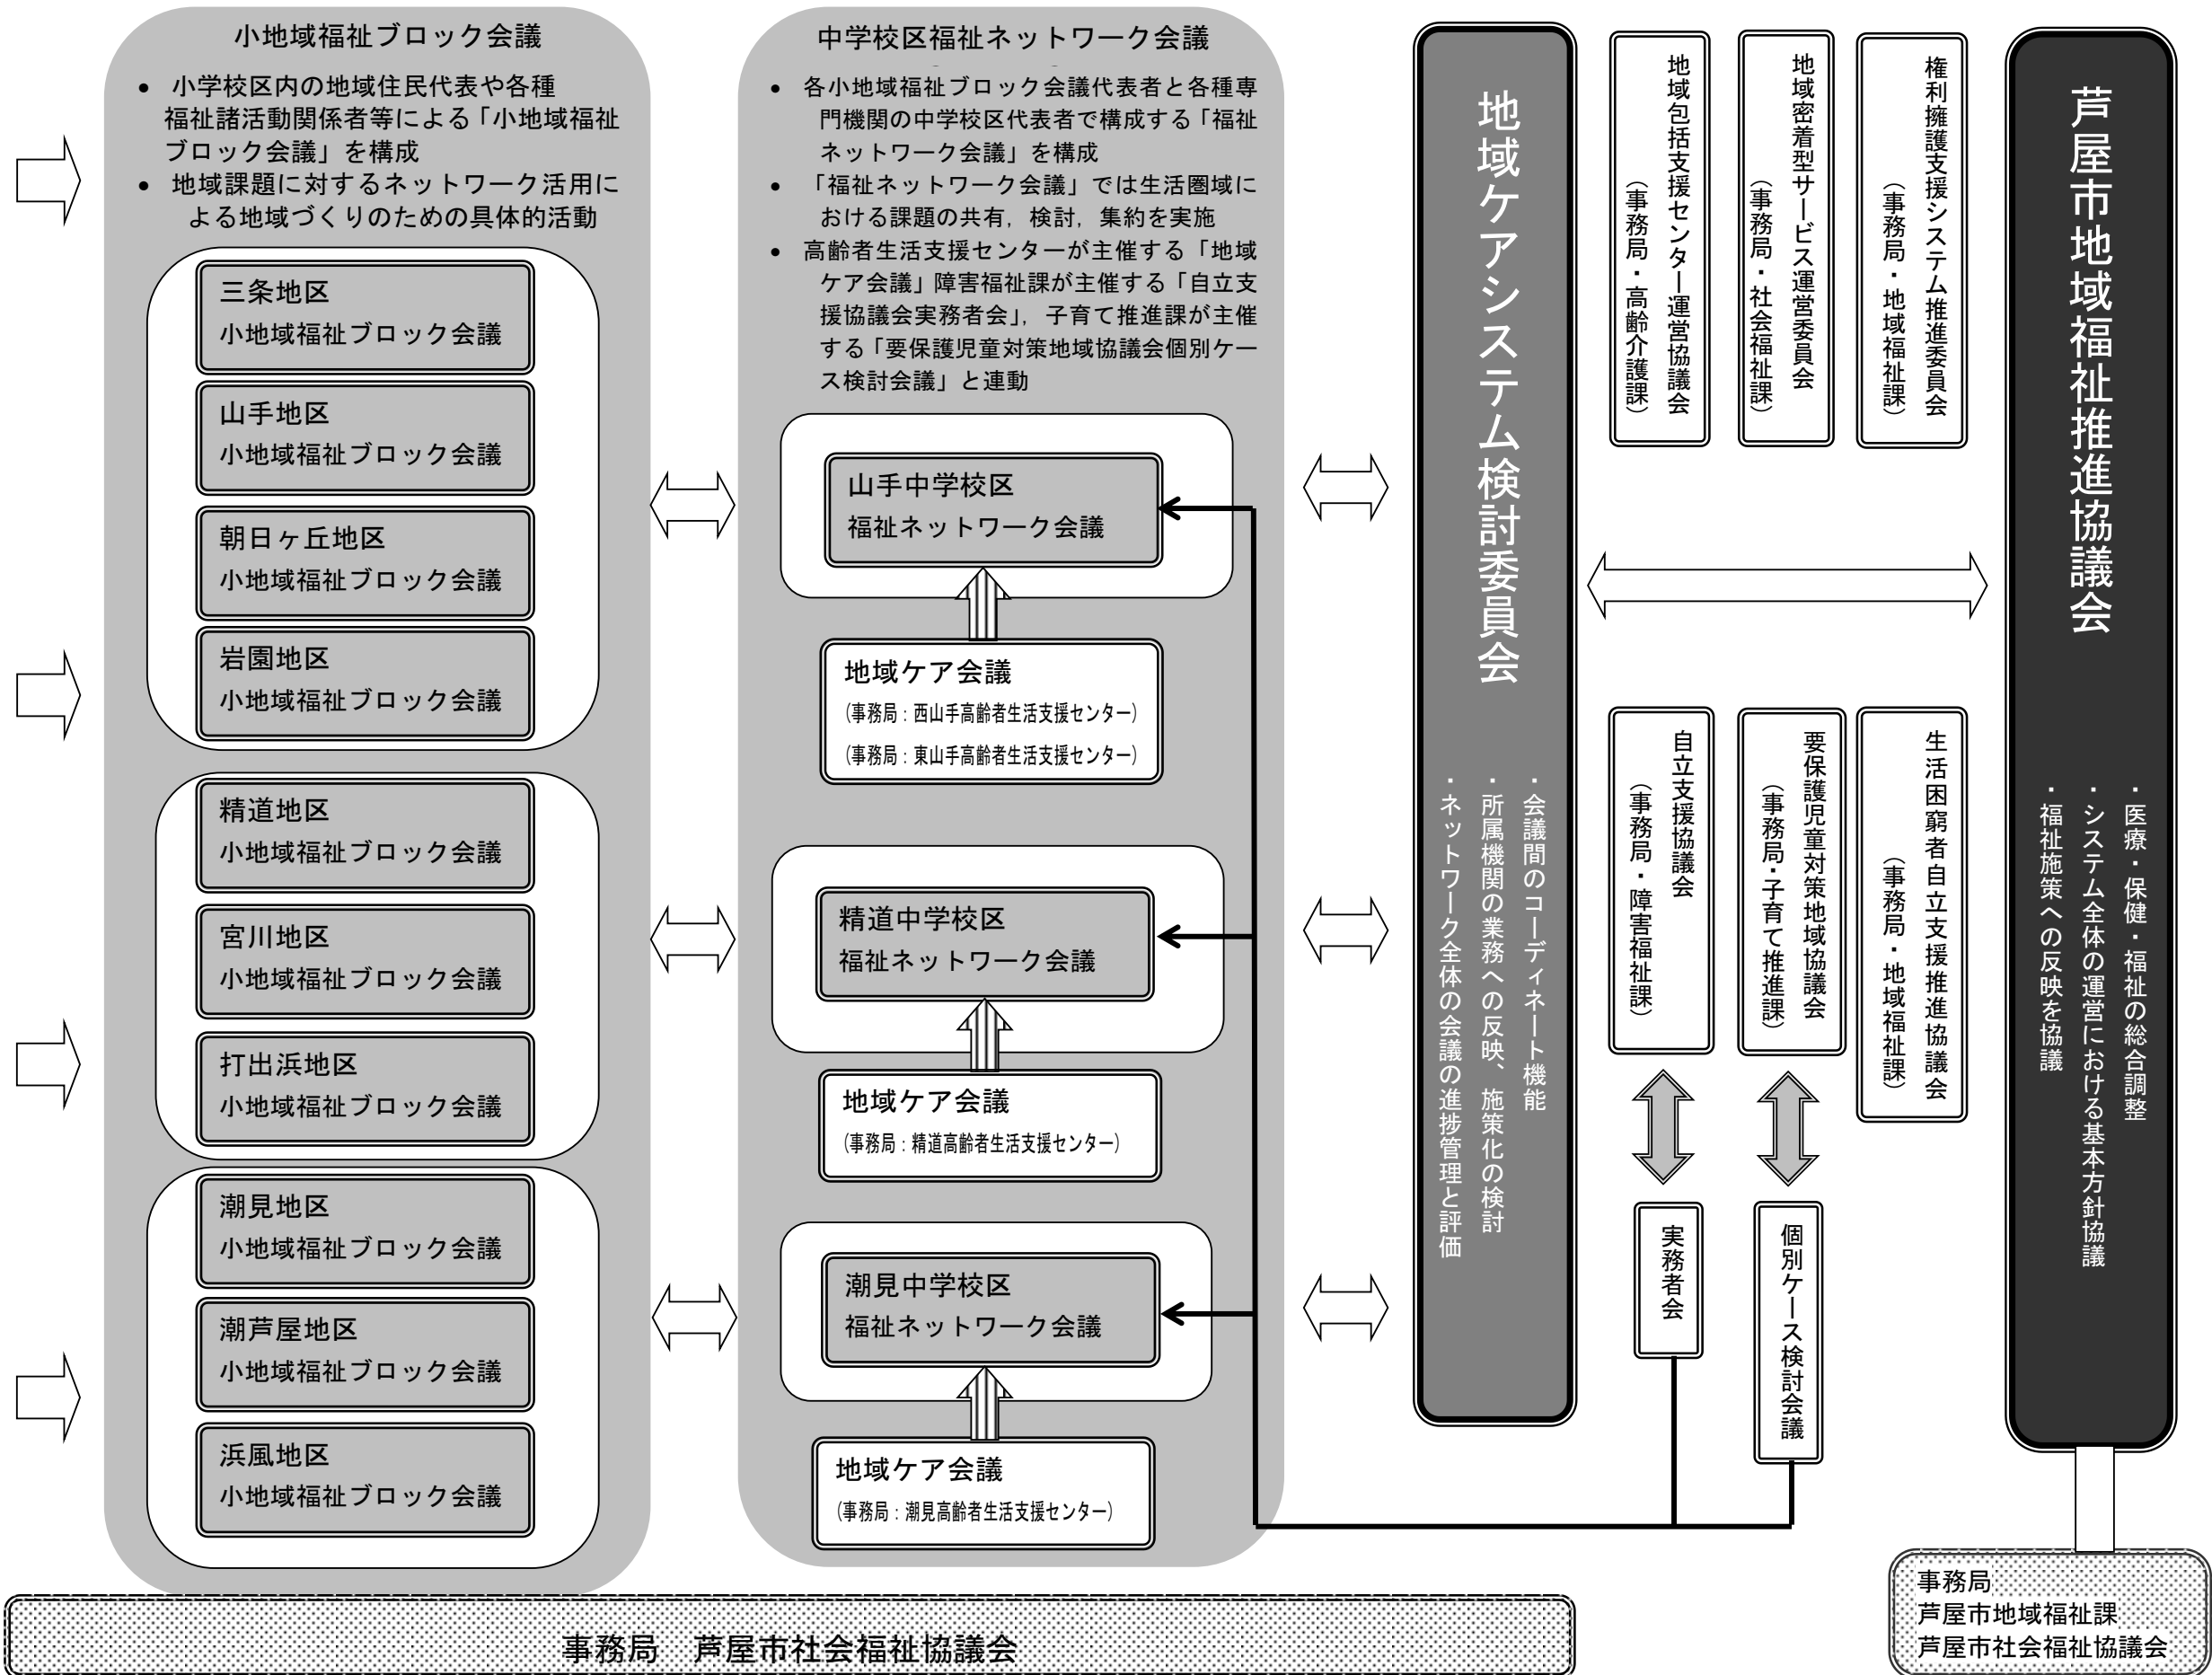 小地域福祉ブロック会議
• 小学校区内の地域住民代表や各種
福祉諸活動関係者等による「小地域福祉
ブロック会議」を構成
• 地域課題に対するネットワーク活用に
よる地域づくりのための具体的活動
三条地区
小地域福祉ブロック会議
山手地区
小地域福祉ブロック会議
朝日ヶ丘地区
小地域福祉ブロック会議
岩園地区
小地域福祉ブロック会議
精道地区
小地域福祉ブロック会議
宮川地区
小地域福祉ブロック会議
打出浜地区
小地域福祉ブロック会議
潮見地区
小地域福祉ブロック会議
潮芦屋地区
小地域福祉ブロック会議
浜風地区
小地域福祉ブロック会議
中学校区福祉ネットワーク会議
• 各小地域福祉ブロック会議代表者と各種専
門機関の中学校区代表者で構成する「福祉
ネットワーク会議」を構成
• 「福祉ネットワーク会議」では生活圏域に
おける課題の共有，検討，集約を実施
• 高齢者生活支援センターが主催する「地域
ケア会議」障害福祉課が主催する「自立支
援協議会実務者会」，子育て推進課が主催
する「要保護児童対策地域協議会個別ケー
ス検討会議」と連動
山手中学校区
福祉ネットワーク会議
地域ケア会議
（事務局：西山手高齢者生活支援センター）
（事務局：東山手高齢者生活支援センター）
精道中学校区
福祉ネットワーク会議
地域ケア会議
（事務局：精道高齢者生活支援センター）
潮見中学校区
福祉ネットワーク会議
地域ケア会議
（事務局：潮見高齢者生活支援センター）
地域ケアシステム検討委員会
・会議間のコーディネート機能
・所属機関の業務への反映、施策化の検討
・ネットワーク全体の会議の進捗管理と評価
地域包括支援センター運営協議会
（事務局・高齢介護課）
地域密着型サービス運営委員会
（事務局・社会福祉課）
権利擁護支援システム推進委員会
（事務局・地域福祉課）
自立支援協議会
（事務局・障害福祉課）
要保護児童対策地域協議会
（事務局・子育て推進課）
生活困窮者自立支援推進協議会
（事務局・地域福祉課）
実務者会
個別ケース検討会議
芦屋市地域福祉推進協議会
・医療・保健・福祉の総合調整
・システム全体の運営における基本方針協議
・福祉施策への反映を協議
事務局
芦屋市地域福祉課
芦屋市社会福祉協議会
事務局　芦屋市社会福祉協議会